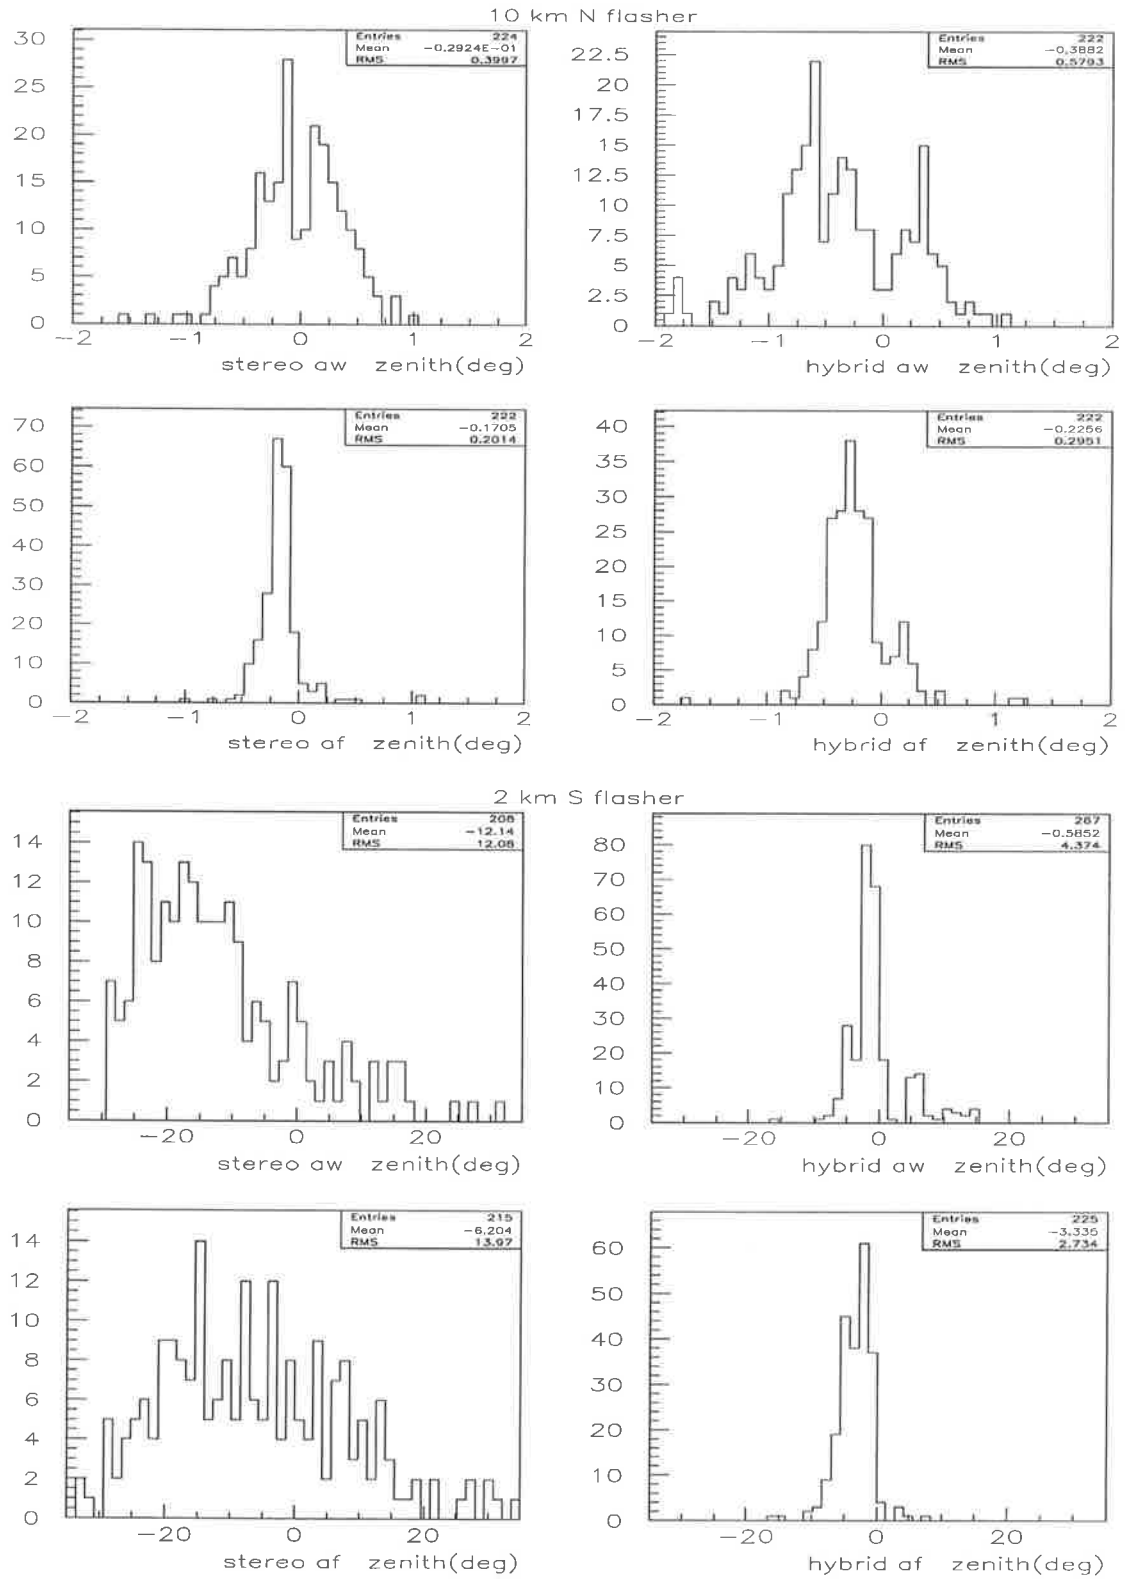 10 km N flasher
Entries 224
Mean -0.2924E-01
RMS 0.3997
30
25
20
15
10
5
0
-2 -1 0 1 2
stereo aw zenith(deg)
Entries 222
Mean -0.3882
RMS 0.5793
22.5
20
17.5
15
12.5
10
7.5
5
2.5
0
-2 -1 0 1 2
hybrid aw zenith(deg)
Entries 222
Mean -0.1705
RMS 0.2014
70
60
50
40
30
20
10
0
-2 -1 0 1 2
stereo af zenith(deg)
Entries 222
Mean -0.2256
RMS 0.2951
40
35
30
25
20
15
10
5
0
-2 -1 0 1 2
hybrid af zenith(deg)
2 km S flasher
Entries 208
Mean -12.14
RMS 12.08
14
12
10
8
6
4
2
0
-20 0 20
stereo aw zenith(deg)
Entries 267
Mean -0.5852
RMS 4.374
80
70
60
50
40
30
20
10
0
-20 0 20
hybrid aw zenith(deg)
Entries 215
Mean -6.204
RMS 13.97
14
12
10
8
6
4
2
0
-20 0 20
stereo af zenith(deg)
Entries 225
Mean -3.335
RMS 2.734
60
50
40
30
20
10
0
-20 0 20
hybrid af zenith(deg)